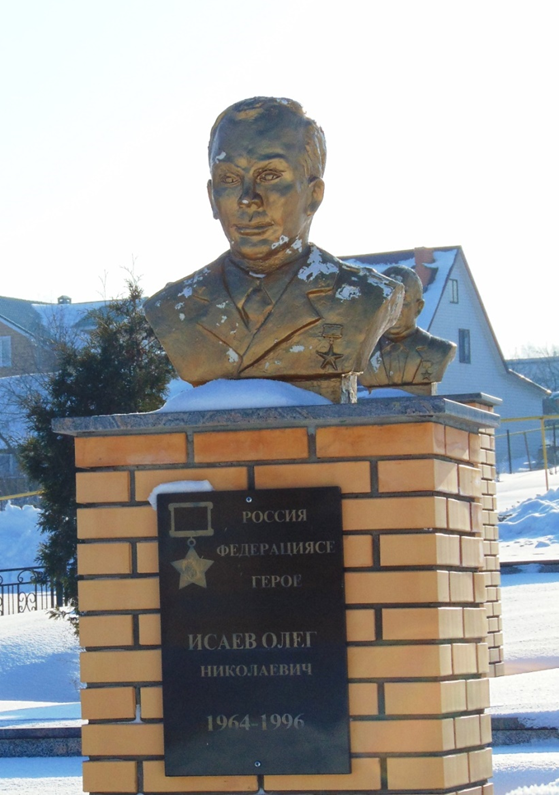 РОССИЯ
ФЕДЕРАЦИЯСЕ
ГЕРОЕ
ИСАЕВ ОЛЕГ
НИКОЛАЕВИЧ
1964-1996